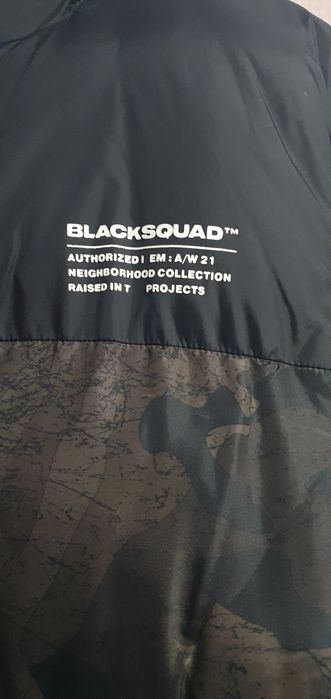 BLACKSQUAD™
AUTHORIZED I EM : A/W 21
NEIGHBORHOOD COLLECTION
RAISED IN T PROJECTS